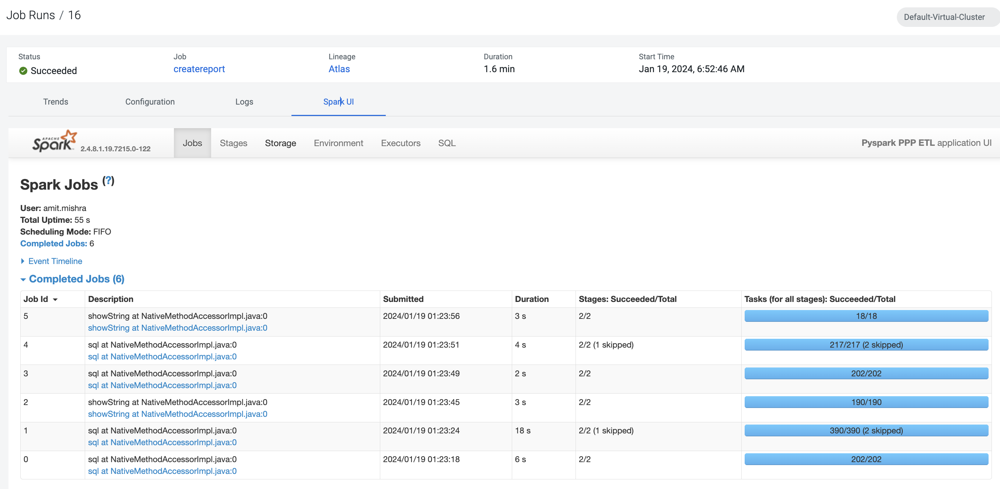 Job Runs / 16
Default-Virtual-Cluster
Status Job Lineage Duration Start Time
Succeeded createreport Atlas 1.6 min Jan 19, 2024, 6:52:46 AM
Trends Configuration Logs Spark UI
APACHE Spark 2.4.8.1.19.7215.0-122 Jobs Stages Storage Environment Executors SQL Pyspark PPP ETL application UI
Spark Jobs (?)
User: amit.mishra
Total Uptime: 55 s
Scheduling Mode: FIFO
Completed Jobs: 6
Event Timeline
Completed Jobs (6)
Job Id Description Submitted Duration Stages: Succeeded/Total Tasks (for all stages): Succeeded/Total
5 showString at NativeMethodAccessorImpl.java:0 2024/01/19 01:23:56 3 s 2/2 18/18
showString at NativeMethodAccessorImpl.java:0
4 sql at NativeMethodAccessorImpl.java:0 2024/01/19 01:23:51 4 s 2/2 (1 skipped) 217/217 (2 skipped)
sql at NativeMethodAccessorImpl.java:0
3 sql at NativeMethodAccessorImpl.java:0 2024/01/19 01:23:49 2 s 2/2 202/202
sql at NativeMethodAccessorImpl.java:0
2 showString at NativeMethodAccessorImpl.java:0 2024/01/19 01:23:45 3 s 2/2 190/190
showString at NativeMethodAccessorImpl.java:0
1 sql at NativeMethodAccessorImpl.java:0 2024/01/19 01:23:24 18 s 2/2 (1 skipped) 390/390 (2 skipped)
sql at NativeMethodAccessorImpl.java:0
0 sql at NativeMethodAccessorImpl.java:0 2024/01/19 01:23:18 6 s 2/2 202/202
sql at NativeMethodAccessorImpl.java:0